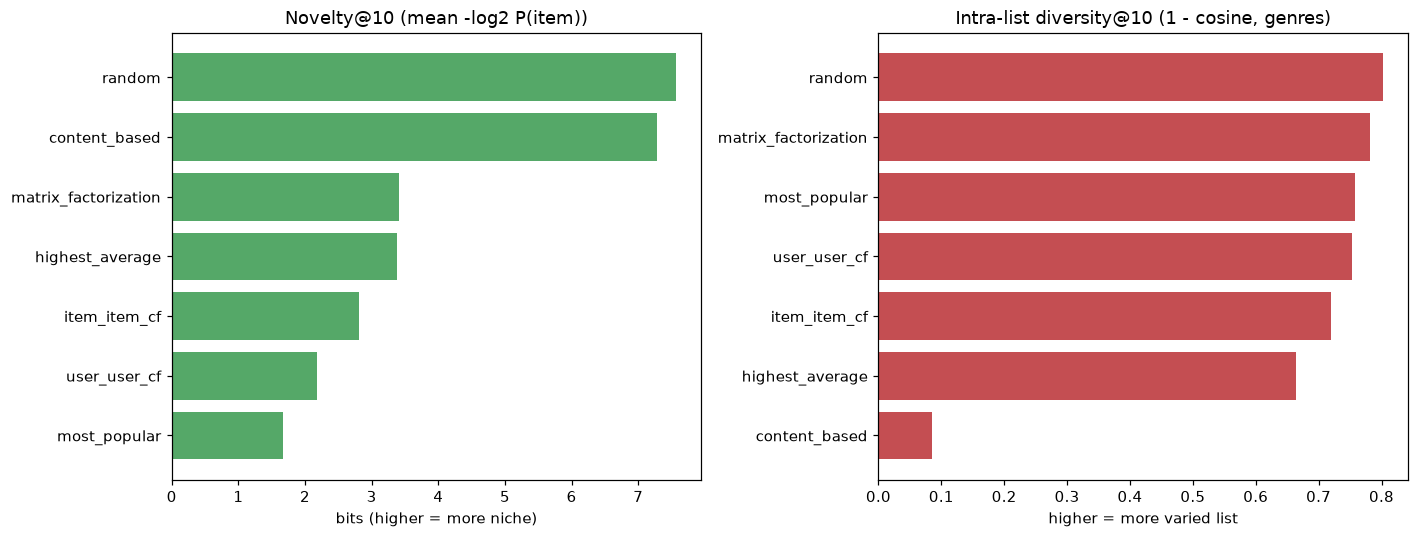 Novelty@10 (mean -log2 P(item))
random
content_based
matrix_factorization
highest_average
item_item_cf
user_user_cf
most_popular
0 1 2 3 4 5 6 7
bits (higher = more niche)
Intra-list diversity@10 (1 - cosine, genres)
random
matrix_factorization
most_popular
user_user_cf
item_item_cf
highest_average
content_based
0.0 0.1 0.2 0.3 0.4 0.5 0.6 0.7 0.8
higher = more varied list